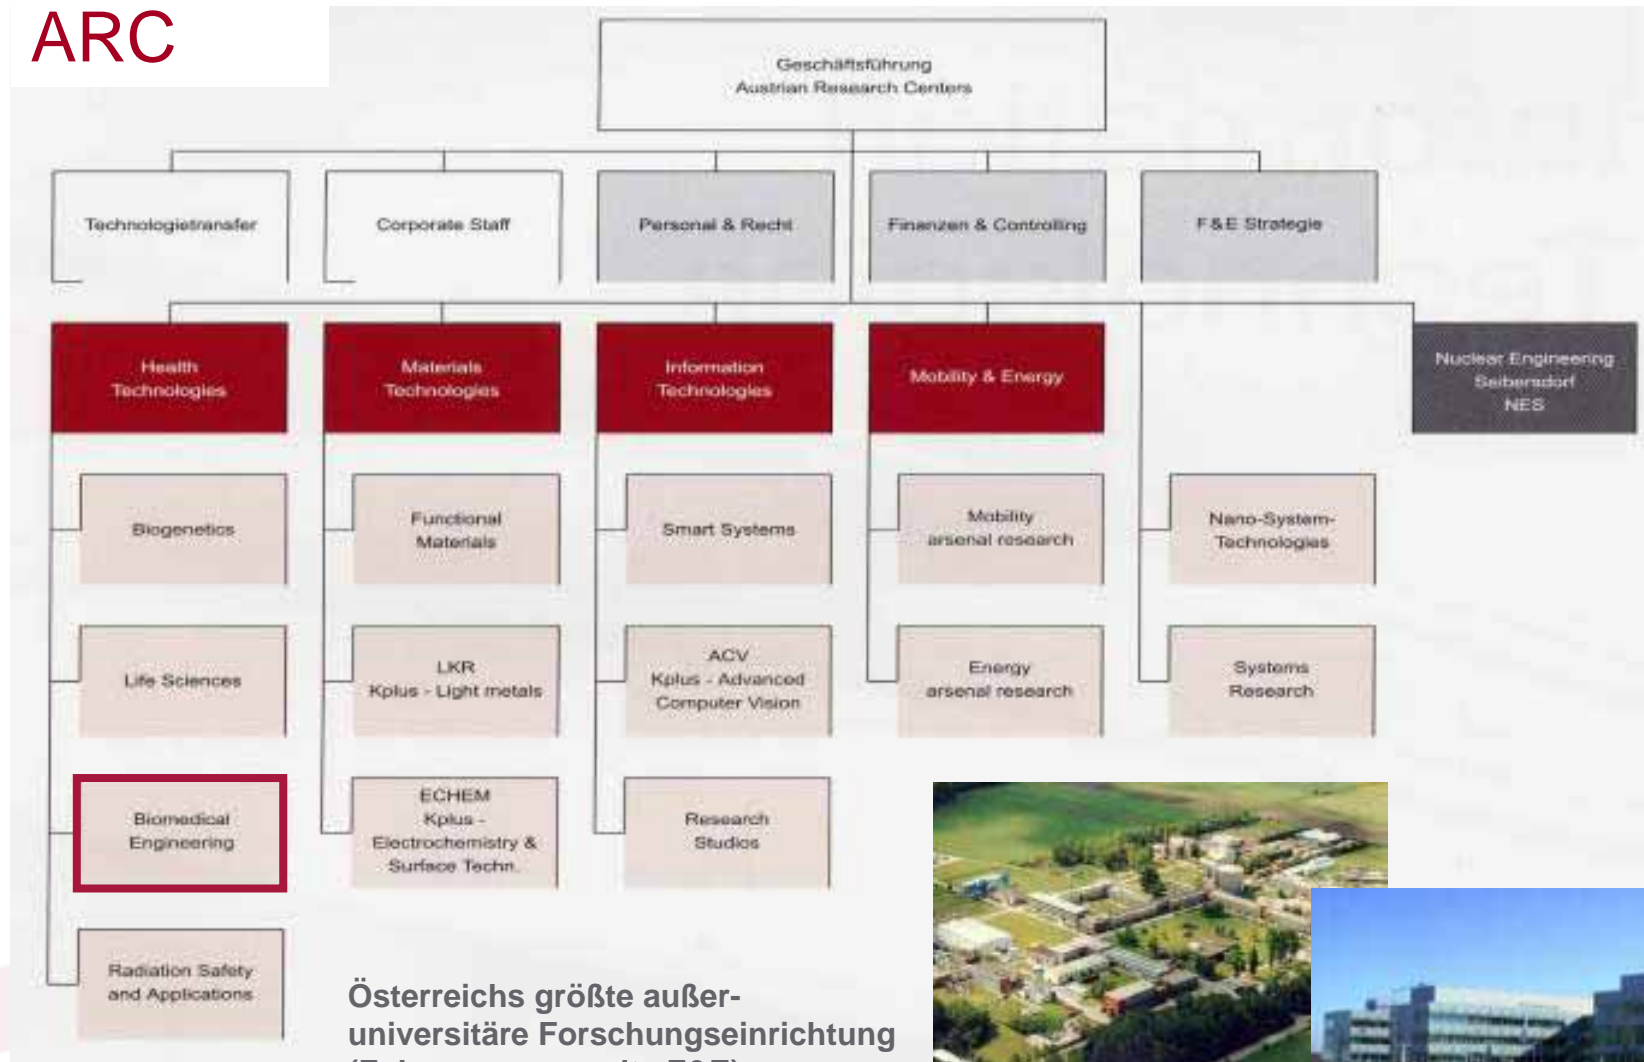 ARC
Geschäftsführung
Austrian Research Centers
Technologietransfer
Corporate Staff
Personal & Recht
Finanzen & Controlling
F&E Strategie
Health
Technologies
Materials
Technologies
Information
Technologies
Mobility & Energy
Nuclear Engineering
Seibersdorf
NES
Biogenetics
Functional
Materials
Smart Systems
Mobility
arsenal research
Nano-System-
Technologies
Life Sciences
LKR
Kplus - Light metals
ACV
Kplus - Advanced
Computer Vision
Energy
arsenal research
Systems
Research
Biomedical
Engineering
ECHEM
Kplus -
Electrochemistry &
Surface Techn.
Research
Studios
Radiation Safety
and Applications
Österreichs größte außer-
universitäre Forschungseinrichtung